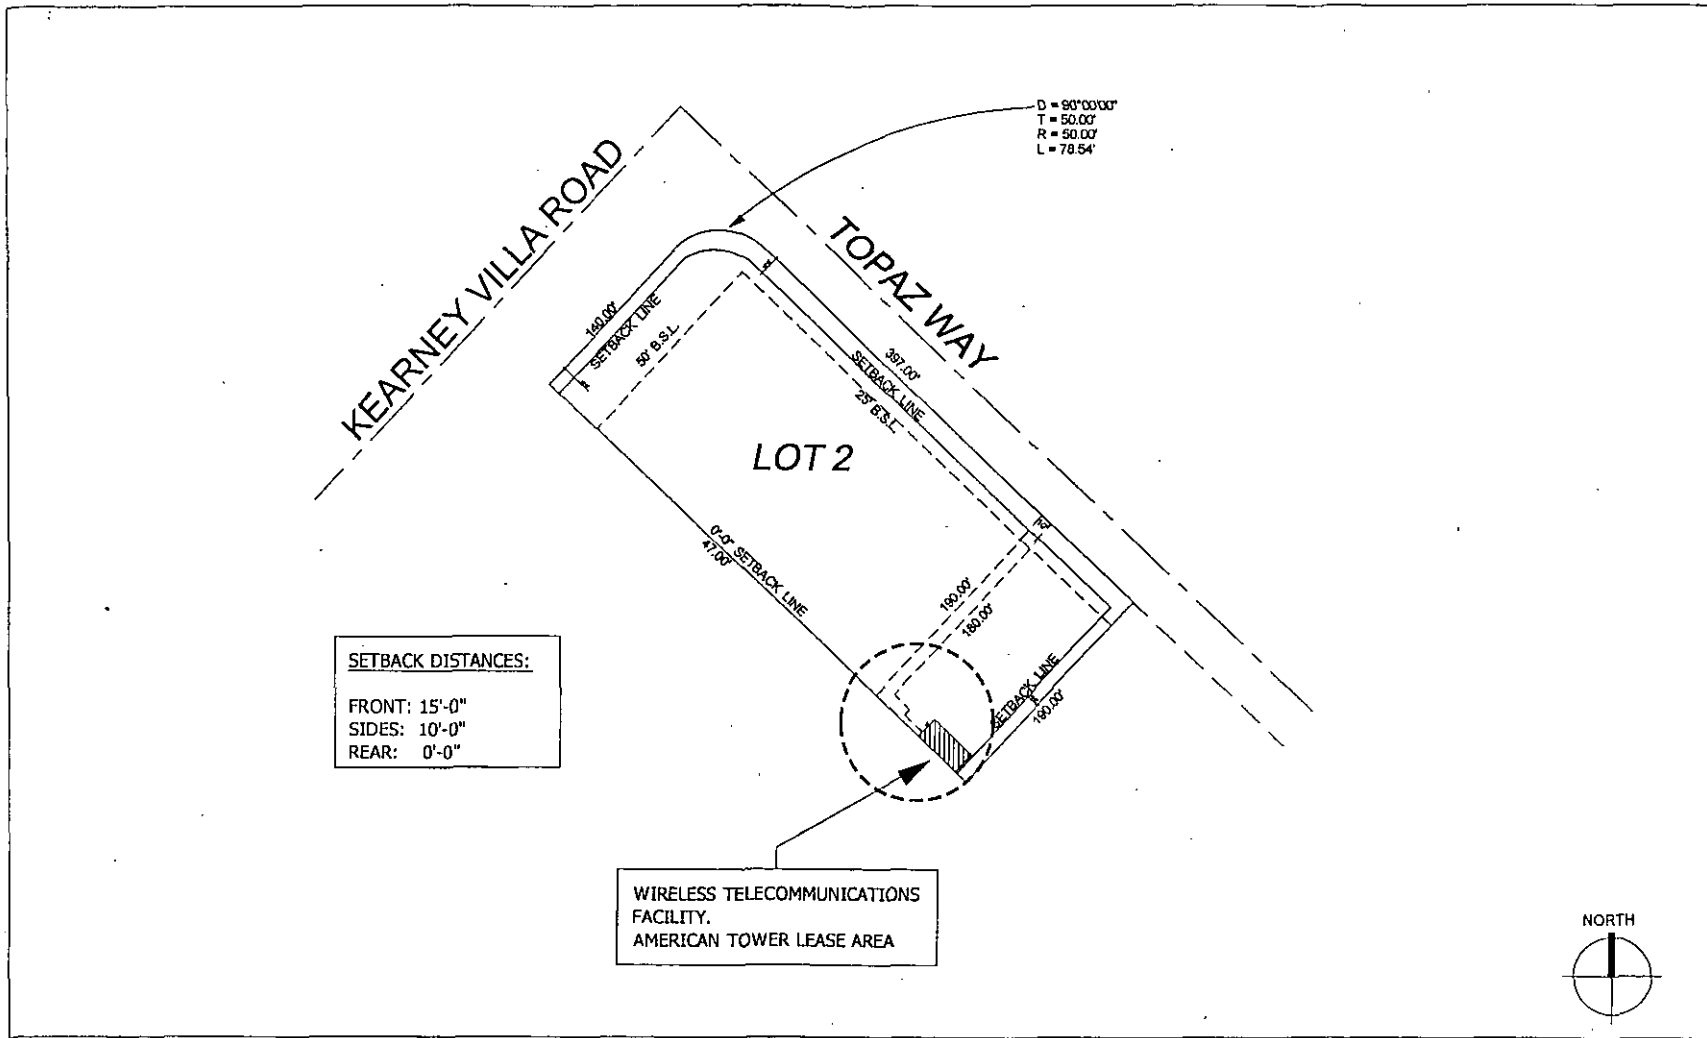 D = 90°00'00"
T = 50.00'
R = 50.00'
L = 78.54'
KEARNEY VILLA ROAD
TOPAZ WAY
140.00'
SETBACK LINE
50' B.S.L.
397.00'
SETBACK LINE
25' B.S.L.
LOT 2
0'-0" SETBACK LINE
47.00'
10'
190.00'
180.00'
SETBACK LINE
190.00'
SETBACK DISTANCES:
FRONT: 15'-0"
SIDES: 10'-0"
REAR: 0'-0"
WIRELESS TELECOMMUNICATIONS
FACILITY.
AMERICAN TOWER LEASE AREA
NORTH